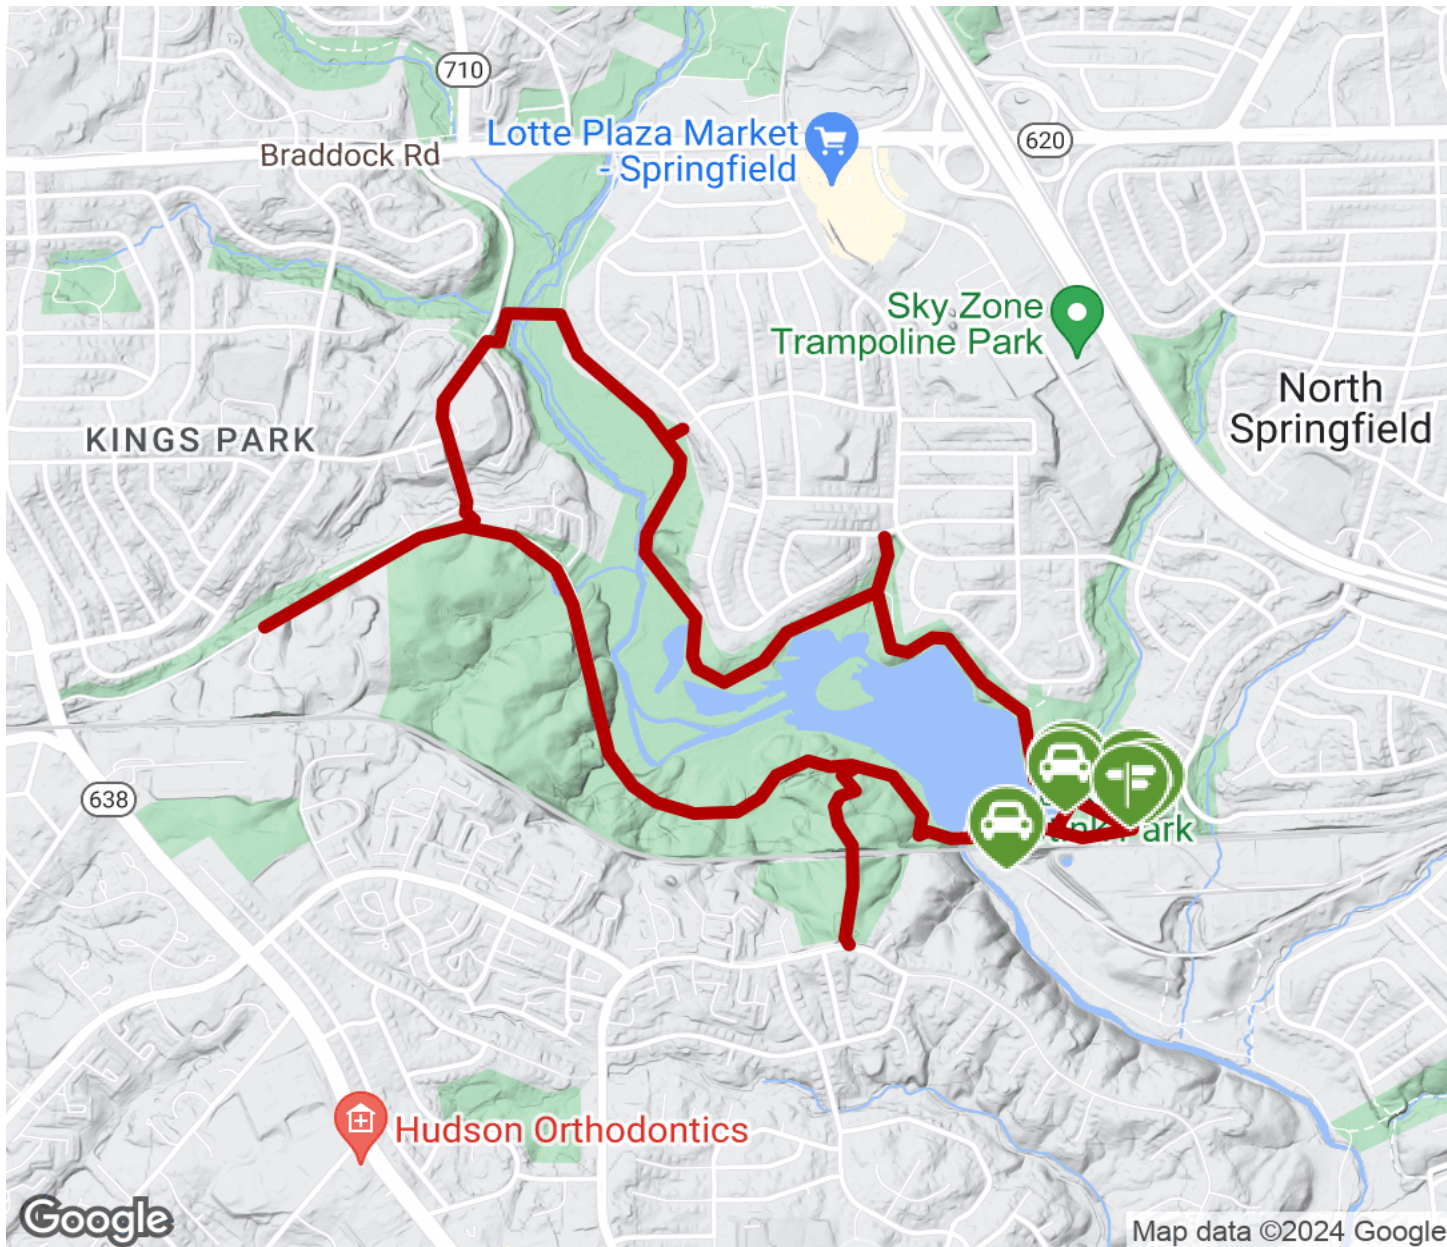 710
Braddock Rd
Lotte Plaza Market
- Springfield
620
Sky Zone
Trampoline Park
North
Springfield
KINGS PARK
638
Park
Hudson Orthodontics
Google
Map data ©2024 Google